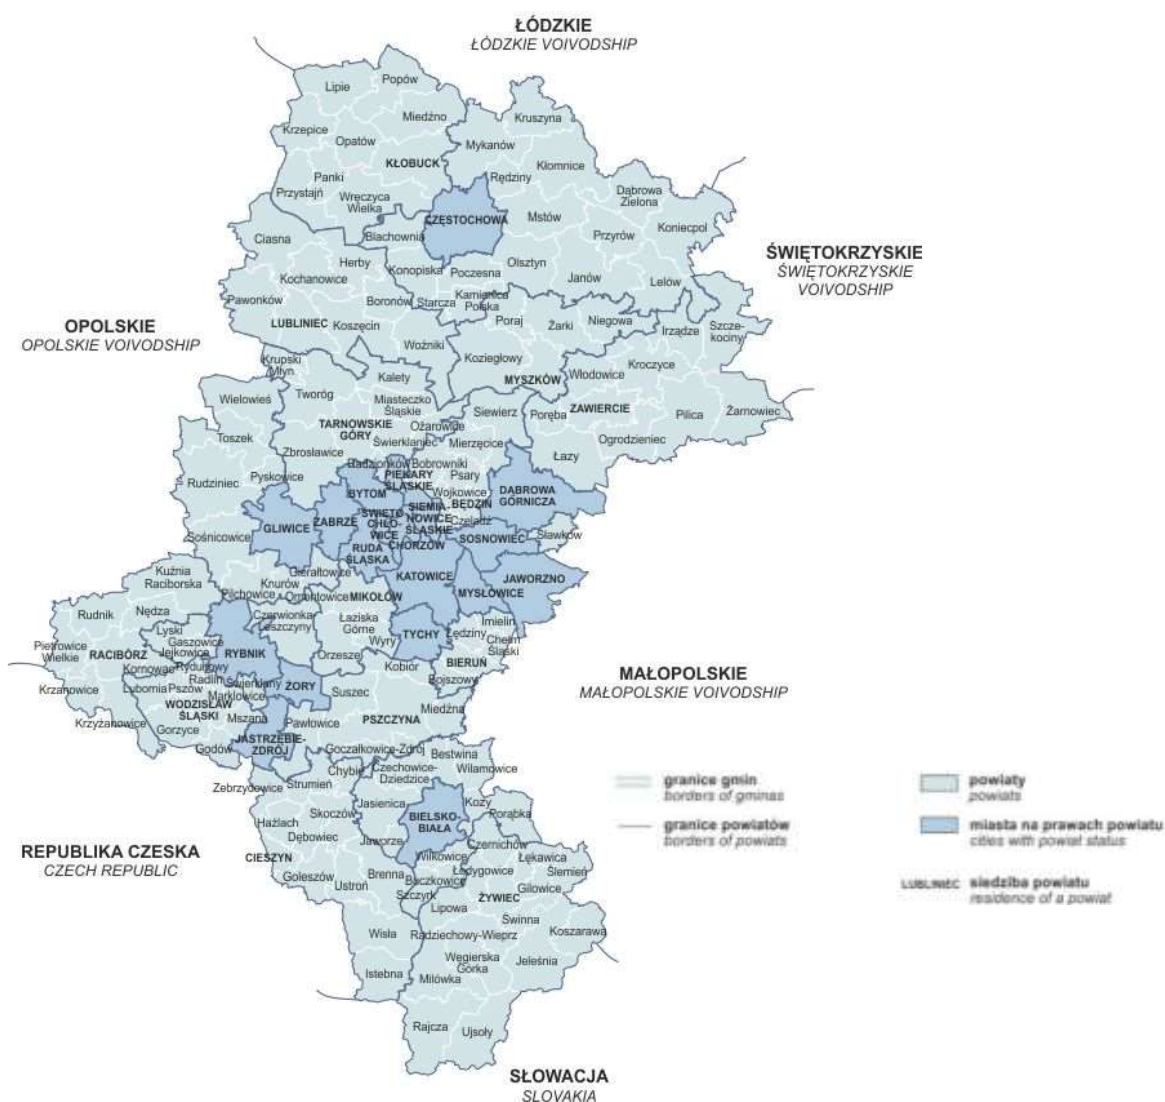 ŁÓDZKIE
ŁÓDZKIE VOIVODSHIP
Lipie
Popów
Miedźno
Krzepice
Opatów
KŁOBUCK
Panki
Przystajń
Wręczyca
Wielka
Kruszyna
Mykanów
Kłomnice
Rędziny
Dąbrowa
Zielona
CZĘSTOCHOWA
Mstów
Koniecpol
Przyrów
Blachownia
Ciasna
Herby
Konopiska
Poczesna
Olsztyn
Janów
Lelów
Kochanowice
Pawonków
Boronów
Starcza
Kamienica
Polska
LUBLINIEC
Koszęcin
Woźniki
Poraj
Żarki
Niegowa
Irządze
Szcze-
kociny
Koziegłowy
MYSZKÓW
Włodowice
Kroczyce
ŚWIĘTOKRZYSKIE
ŚWIĘTOKRZYSKIE
VOIVODSHIP
OPOLSKIE
OPOLSKIE VOIVODSHIP
Krupski
Młyn
Kalety
Tworóg
Miasteczko
Śląskie
Wielowieś
Toszek
TARNOWSKIE
GÓRY
Ożarowice
Siewierz
Poręba
ZAWIERCIE
Pilica
Żarnowiec
Świerklaniec
Mierzęcice
Ogrodzieniec
Łazy
Zbrosławice
Radzionków
Bobrowniki
Pyskowice
Rudziniec
PIEKARY
ŚLĄSKIE
Psary
BYTOM
Wojkowice
DĄBROWA
GÓRNICZA
BĘDZIN
GLIWICE
ZABRZE
ŚWIĘTO
CHŁO-
WICE
SIEMIA-
NOWICE
ŚLĄSKIE
Czeladź
Sławków
SOSNOWIEC
Sośnicowice
RUDA
ŚLĄSKA
CHORZÓW
KATOWICE
MYSŁOWICE
JAWORZNO
Kuźnia
Raciborska
Gierałtowice
Knurów
Pilchowice
Ornontowice
MIKOŁÓW
Rudnik
Nędza
Czerwionka-
Leszczyny
Łaziska
Górne
Wyry
TYCHY
Lędziny
Imielin
Chełm
Śląski
Lyski
Gaszowice
Jejkowice
RYBNIK
Orzesze
Pietrowice
Wielkie
RACIBÓRZ
Kornowac
Rydułtowy
Radlin
Świerklany
ŻORY
Kobiór
BIERUŃ
Bojszowy
Krzanowice
Lubomia
Pszów
Marklowice
Suszec
Miedźna
MAŁOPOLSKIE
MAŁOPOLSKIE VOIVODSHIP
WODZISŁAW
ŚLĄSKI
Krzyżanowice
Gorzyce
Mszana
Pawłowice
PSZCZYNA
JASTRZĘBIE-
ZDRÓJ
Godów
Goczałkowice-Zdrój
Bestwina
Wilamowice
Zebrzydowice
Strumień
Chybie
Czechowice-
Dziedzice
Hażlach
Skoczów
Jasienica
BIELSKO-
BIAŁA
Kozy
Porąbka
Dębowiec
Jaworze
Czernichów
CIESZYN
Goleszów
Ustroń
Brenna
Wilkowice
Buczkowice
Szczyrk
Łodygowice
Łękawica
Ślemień
Gilowice
ŻYWIEC
Lipowa
Świnna
Koszarawa
Wisła
Radziechowy-Wieprz
Węgierska
Górka
Jeleśnia
Istebna
Milówka
Rajcza
Ujsoły
REPUBLIKA CZESKA
CZECH REPUBLIC
SŁOWACJA
SLOVAKIA
granice gmin
borders of gminas
granice powiatów
borders of powiats
powiaty
powiats
miasta na prawach powiatu
cities with powiat status
LUBLINIEC
siedziba powiatu
residence of a powiat